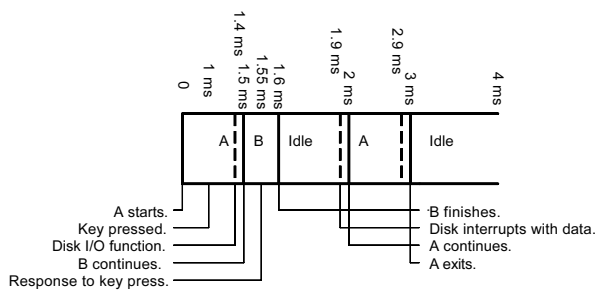 0
1 ms
1.4 ms
1.5 ms
1.55 ms
1.6 ms
1.9 ms
2 ms
2.9 ms
3 ms
4 ms
A
B
Idle
A
Idle
A starts.
Key pressed.
Disk I/O function.
B continues.
Response to key press.
B finishes.
Disk interrupts with data.
A continues.
A exits.